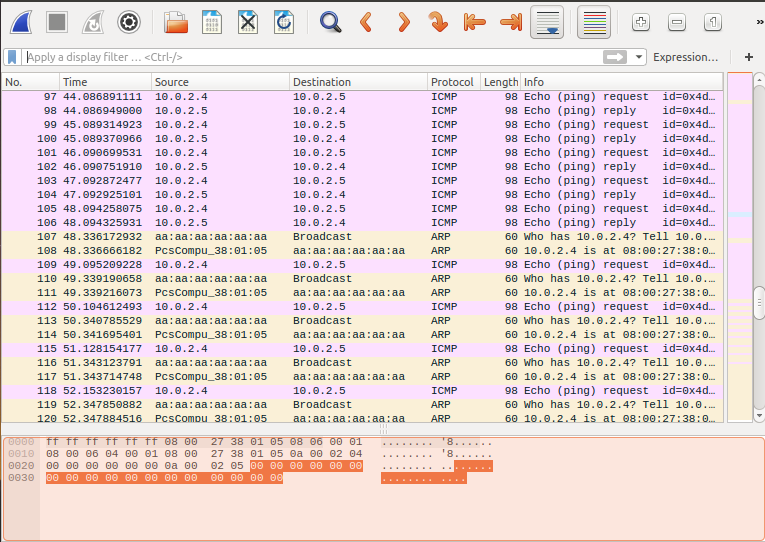 Apply a display filter … <Ctrl-/>
Expression…
+
No. Time Source Destination Protocol Length Info
97 44.086891111 10.0.2.4 10.0.2.5 ICMP 98 Echo (ping) request id=0x4d…
98 44.086949000 10.0.2.5 10.0.2.4 ICMP 98 Echo (ping) reply id=0x4d…
99 45.089314923 10.0.2.4 10.0.2.5 ICMP 98 Echo (ping) request id=0x4d…
100 45.089370966 10.0.2.5 10.0.2.4 ICMP 98 Echo (ping) reply id=0x4d…
101 46.090699531 10.0.2.4 10.0.2.5 ICMP 98 Echo (ping) request id=0x4d…
102 46.090751910 10.0.2.5 10.0.2.4 ICMP 98 Echo (ping) reply id=0x4d…
103 47.092872477 10.0.2.4 10.0.2.5 ICMP 98 Echo (ping) request id=0x4d…
104 47.092925101 10.0.2.5 10.0.2.4 ICMP 98 Echo (ping) reply id=0x4d…
105 48.094258075 10.0.2.4 10.0.2.5 ICMP 98 Echo (ping) request id=0x4d…
106 48.094325931 10.0.2.5 10.0.2.4 ICMP 98 Echo (ping) reply id=0x4d…
107 48.336172932 aa:aa:aa:aa:aa:aa Broadcast ARP 60 Who has 10.0.2.4? Tell 10.0.…
108 48.336666182 PcsCompu_38:01:05 aa:aa:aa:aa:aa:aa ARP 60 10.0.2.4 is at 08:00:27:38:0…
109 49.095209228 10.0.2.4 10.0.2.5 ICMP 98 Echo (ping) request id=0x4d…
110 49.339190658 aa:aa:aa:aa:aa:aa Broadcast ARP 60 Who has 10.0.2.4? Tell 10.0.…
111 49.339216073 PcsCompu_38:01:05 aa:aa:aa:aa:aa:aa ARP 60 10.0.2.4 is at 08:00:27:38:0…
112 50.104612493 10.0.2.4 10.0.2.5 ICMP 98 Echo (ping) request id=0x4d…
113 50.340785529 aa:aa:aa:aa:aa:aa Broadcast ARP 60 Who has 10.0.2.4? Tell 10.0.…
114 50.341695401 PcsCompu_38:01:05 aa:aa:aa:aa:aa:aa ARP 60 10.0.2.4 is at 08:00:27:38:0…
115 51.128154177 10.0.2.4 10.0.2.5 ICMP 98 Echo (ping) request id=0x4d…
116 51.343123791 aa:aa:aa:aa:aa:aa Broadcast ARP 60 Who has 10.0.2.4? Tell 10.0.…
117 51.343714748 PcsCompu_38:01:05 aa:aa:aa:aa:aa:aa ARP 60 10.0.2.4 is at 08:00:27:38:0…
118 52.153230157 10.0.2.4 10.0.2.5 ICMP 98 Echo (ping) request id=0x4d…
119 52.347850882 aa:aa:aa:aa:aa:aa Broadcast ARP 60 Who has 10.0.2.4? Tell 10.0.…
120 52.347884516 PcsCompu_38:01:05 aa:aa:aa:aa:aa:aa ARP 60 10.0.2.4 is at 08:00:27:38:0…
0000 ff ff ff ff ff ff 08 00 27 38 01 05 08 06 00 01 ........ '8......
0010 08 00 06 04 00 01 08 00 27 38 01 05 0a 00 02 04 ........ '8......
0020 00 00 00 00 00 00 0a 00 02 05 00 00 00 00 00 00 ........ ........
0030 00 00 00 00 00 00 00 00 00 00 00 00 ........ ....